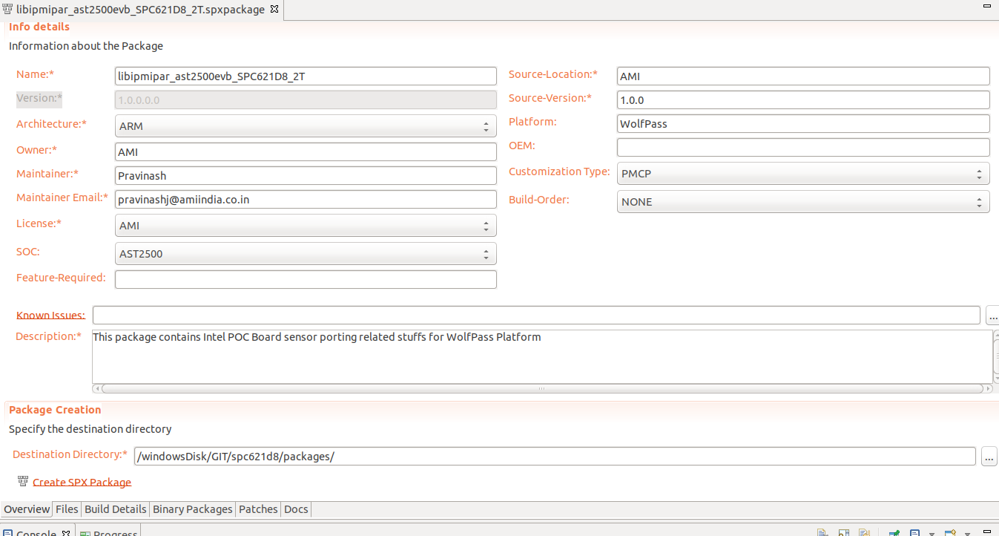 libipmipar_ast2500evb_SPC621D8_2T.spxpackage
Info details
Information about the Package
Name:* libipmipar_ast2500evb_SPC621D8_2T Source-Location:* AMI
Version:* 1.0.0.0.0 Source-Version:* 1.0.0
Architecture:* ARM Platform: WolfPass
Owner:* AMI OEM:
Maintainer:* Pravinash Customization Type: PMCP
Maintainer Email:* pravinashj@amiindia.co.in Build-Order: NONE
License:* AMI
SOC: AST2500
Feature-Required:
Known Issues: ...
Description:* This package contains Intel POC Board sensor porting related stuffs for WolfPass Platform
Package Creation
Specify the destination directory
Destination Directory:* /windowsDisk/GIT/spc621d8/packages/ ...
Create SPX Package
Overview Files Build Details Binary Packages Patches Docs
Console Progress